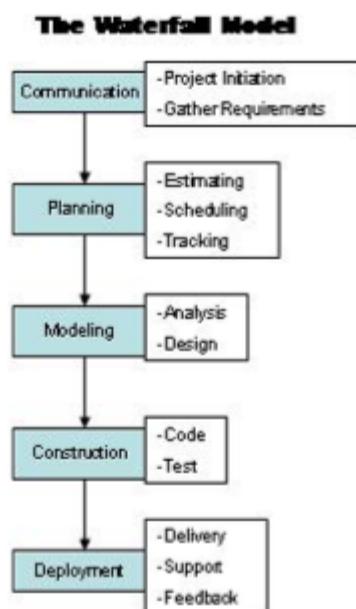 The Waterfall Model
Communication
-Project Initiation
-Gather Requirements
Planning
-Estimating
-Scheduling
-Tracking
Modeling
-Analysis
-Design
Construction
-Code
-Test
Deployment
-Delivery
-Support
-Feedback